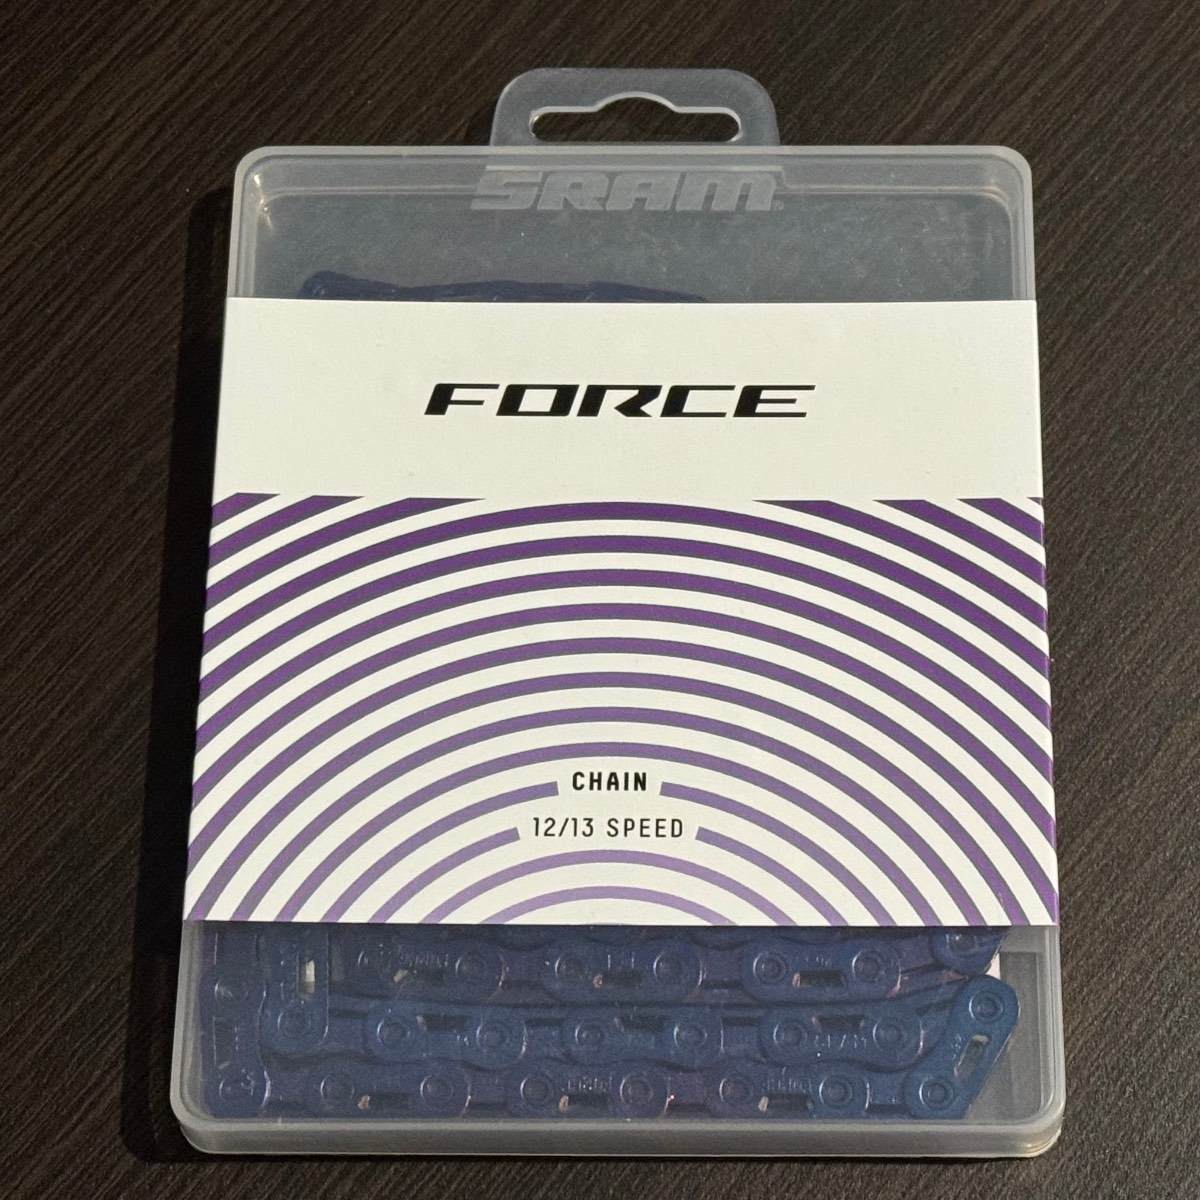 SRAM
FORCE
CHAIN
12/13 SPEED